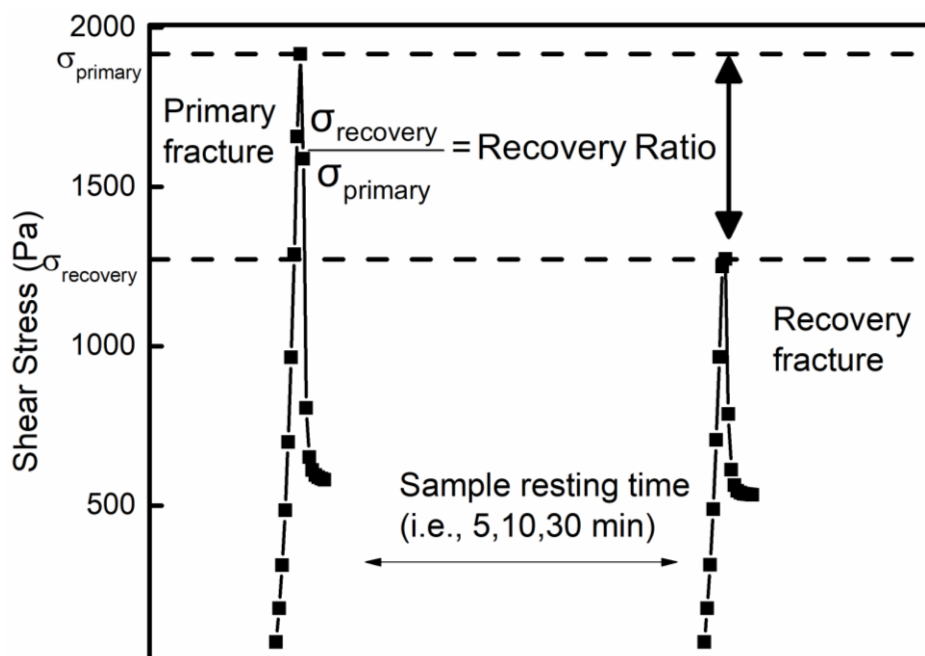 2000
σprimary
Primary
fracture
σrecovery
σprimary
= Recovery Ratio
1500
Shear Stress (Pa)
σrecovery
1000
Recovery
fracture
500
Sample resting time
(i.e., 5,10,30 min)